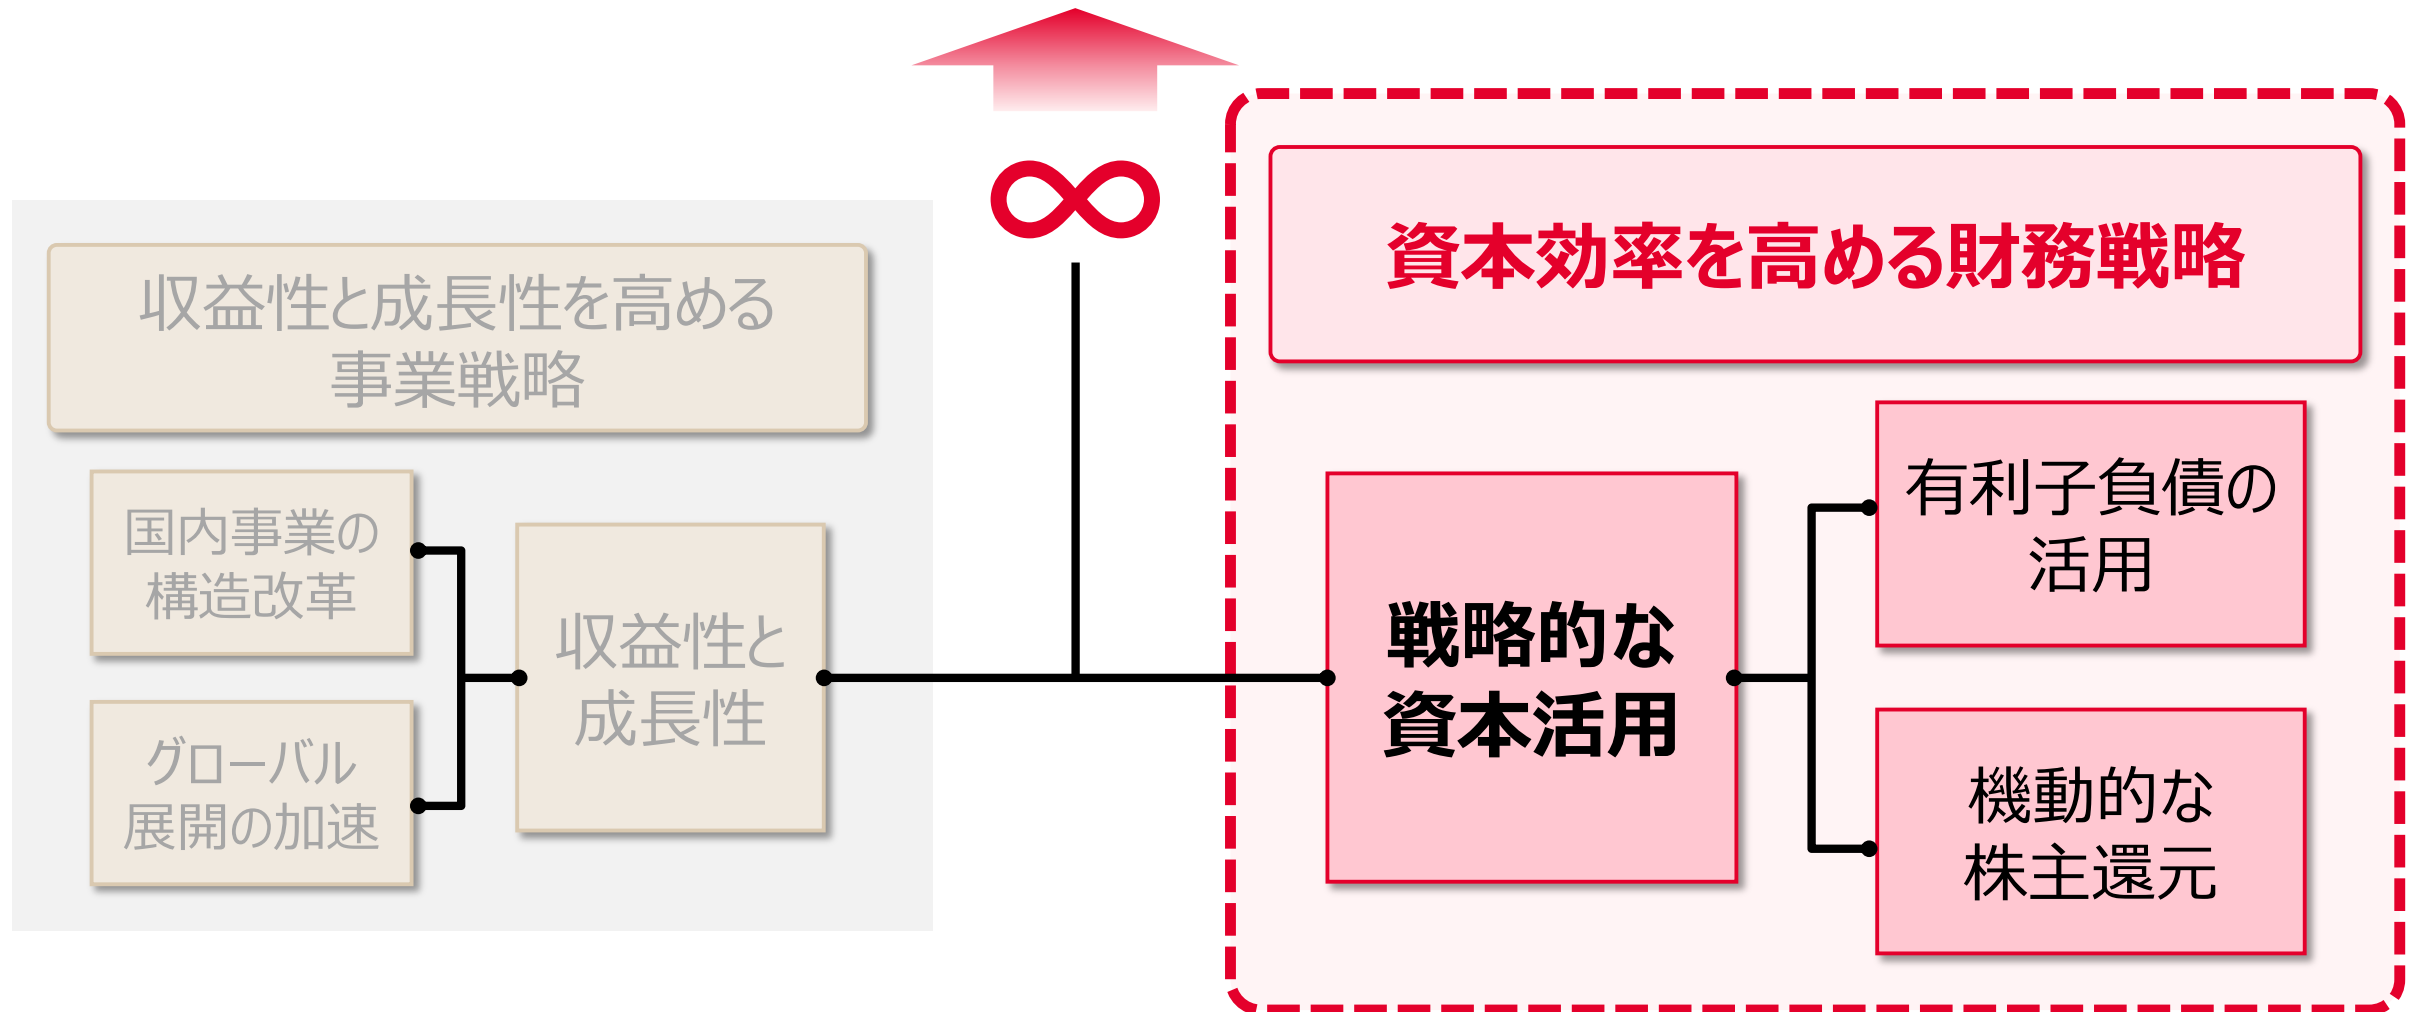 ∞
収益性と成長性を高める
事業戦略
国内事業の
構造改革
グローバル
展開の加速
収益性と
成長性
資本効率を高める財務戦略
戦略的な
資本活用
有利子負債の
活用
機動的な
株主還元